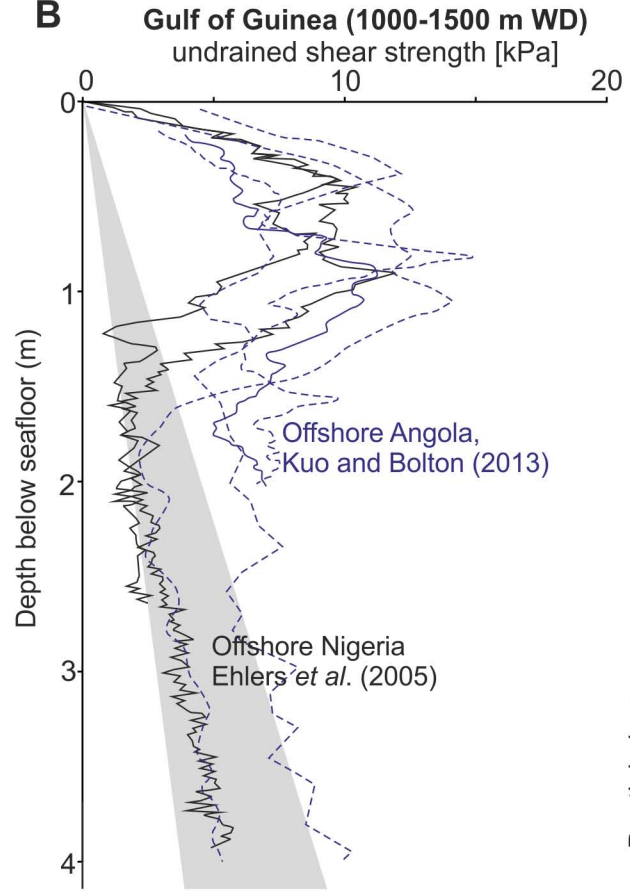 B
Gulf of Guinea (1000-1500 m WD)
undrained shear strength [kPa]
0 10 20
0
1
2
3
4
Depth below seafloor (m)
Offshore Angola,
Kuo and Bolton (2013)
Offshore Nigeria
Ehlers et al. (2005)